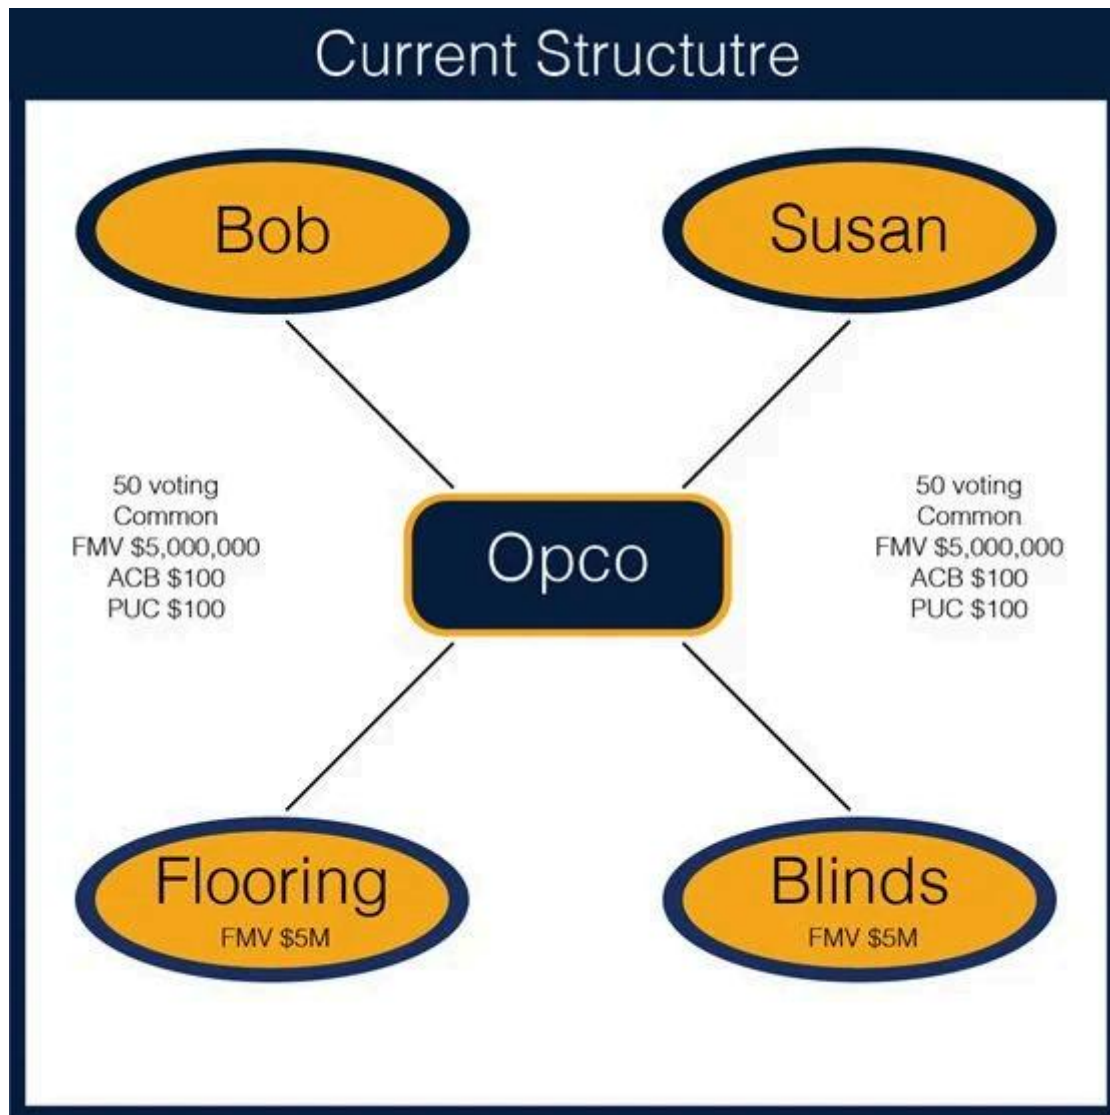 Current Structutre
Bob
Susan
50 voting
Common
FMV $5,000,000
ACB $100
PUC $100
Opco
50 voting
Common
FMV $5,000,000
ACB $100
PUC $100
Flooring
FMV $5M
Blinds
FMV $5M